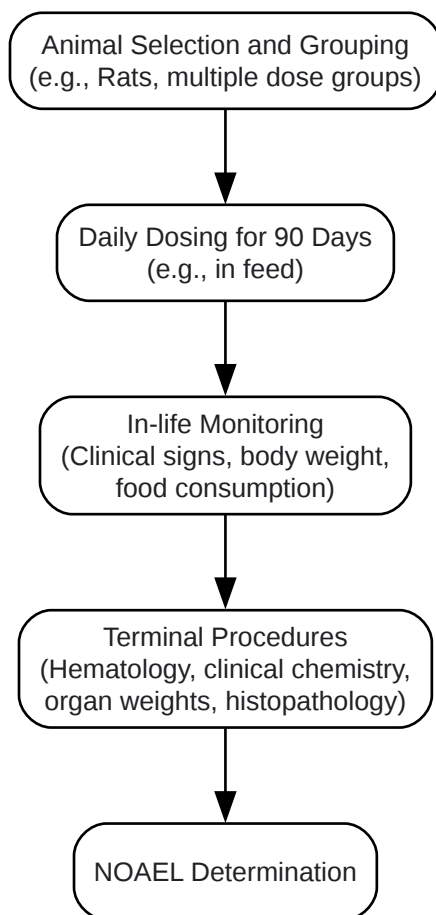 Animal Selection and Grouping
(e.g., Rats, multiple dose groups)
Daily Dosing for 90 Days
(e.g., in feed)
In-life Monitoring
(Clinical signs, body weight,
food consumption)
Terminal Procedures
(Hematology, clinical chemistry,
organ weights, histopathology)
NOAEL Determination